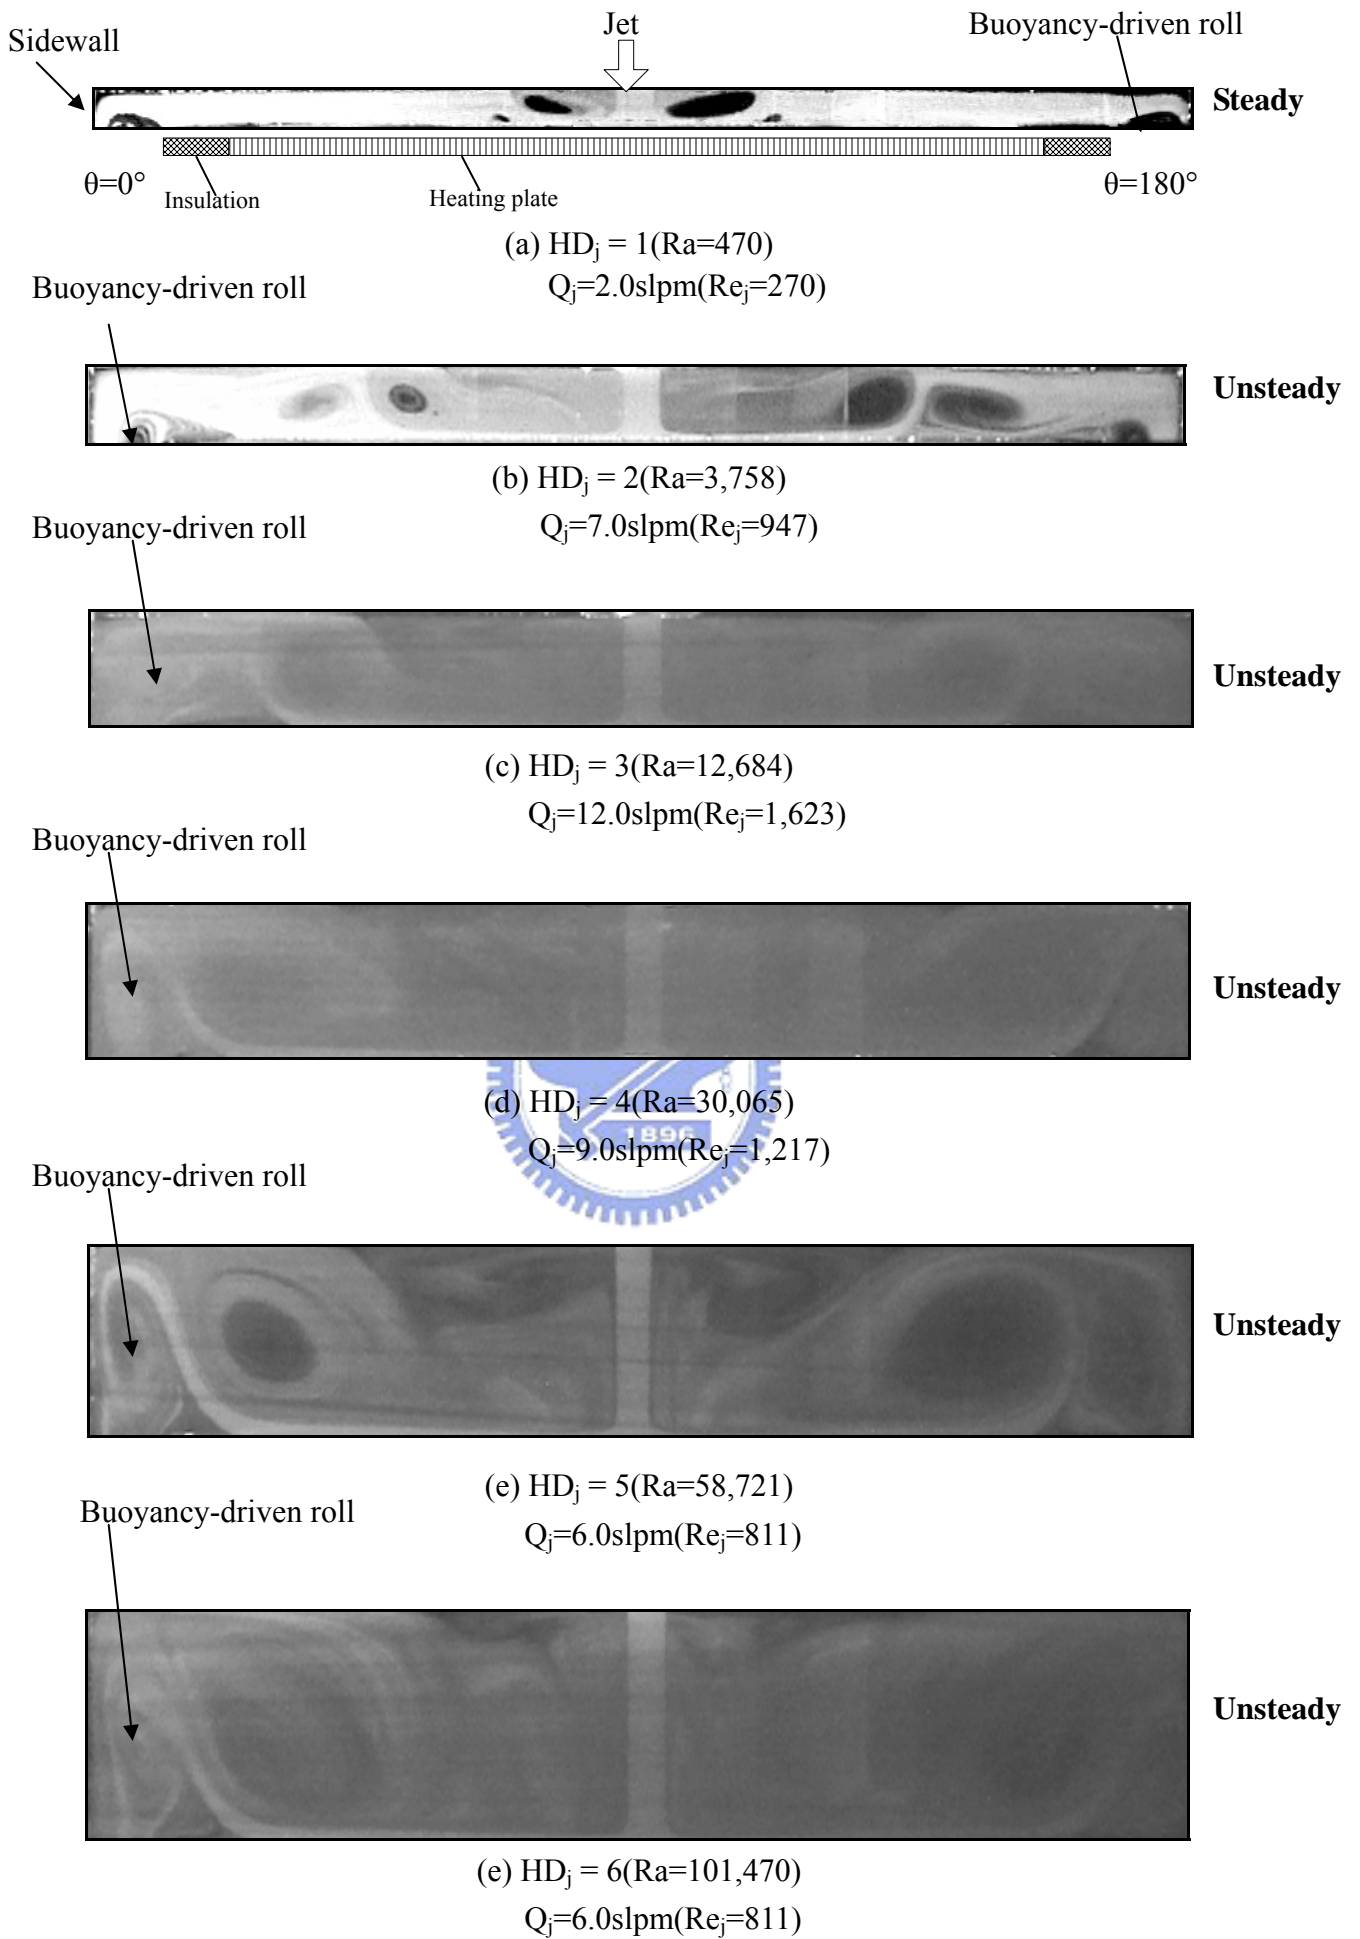 Jet
Buoyancy-driven roll
Sidewall
Steady
θ=0°
θ=180°
Insulation
Heating plate
(a) HDj = 1(Ra=470)
Qj=2.0slpm(Rej=270)
Buoyancy-driven roll
Unsteady
(b) HDj = 2(Ra=3,758)
Qj=7.0slpm(Rej=947)
Buoyancy-driven roll
Unsteady
(c) HDj = 3(Ra=12,684)
Qj=12.0slpm(Rej=1,623)
Buoyancy-driven roll
Unsteady
(d) HDj = 4(Ra=30,065)
1896
Qj=9.0slpm(Rej=1,217)
Buoyancy-driven roll
Unsteady
(e) HDj = 5(Ra=58,721)
Qj=6.0slpm(Rej=811)
Buoyancy-driven roll
Unsteady
(e) HDj = 6(Ra=101,470)
Qj=6.0slpm(Rej=811)